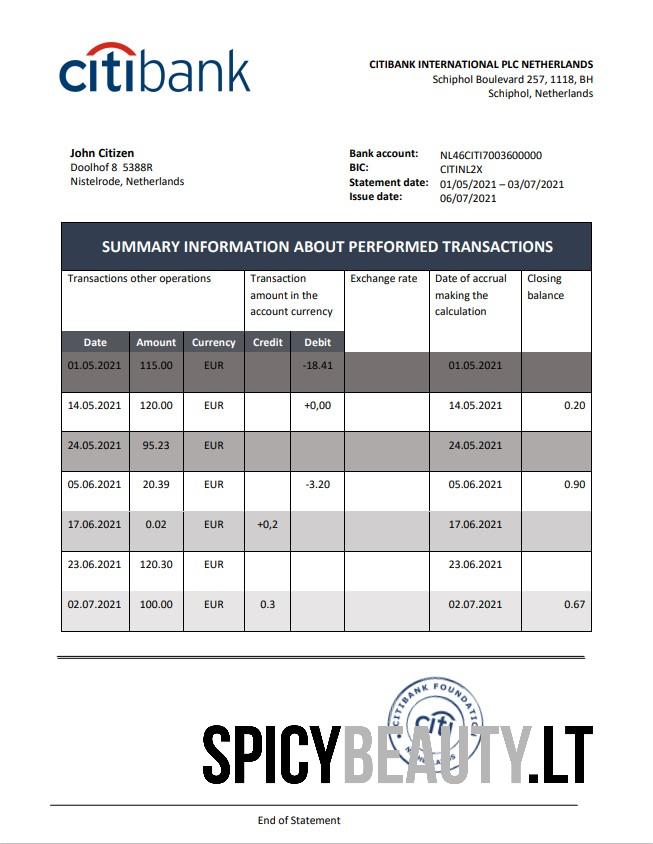 citibank
CITIBANK INTERNATIONAL PLC NETHERLANDS
Schiphol Boulevard 257, 1118, BH
Schiphol, Netherlands
John Citizen
Doolhof 8 5388R
Nistelrode, Netherlands
Bank account: NL46CITI7003600000
BIC: CITINL2X
Statement date: 01/05/2021 – 03/07/2021
Issue date: 06/07/2021
SUMMARY INFORMATION ABOUT PERFORMED TRANSACTIONS
Transactions other operations
Transaction
amount in the
account currency
Exchange rate
Date of accrual
making the
calculation
Closing
balance
Date Amount Currency Credit Debit
01.05.2021 115.00 EUR -18.41 01.05.2021
14.05.2021 120.00 EUR +0,00 14.05.2021 0.20
24.05.2021 95.23 EUR 24.05.2021
05.06.2021 20.39 EUR -3.20 05.06.2021 0.90
17.06.2021 0.02 EUR +0,2 17.06.2021
23.06.2021 120.30 EUR 23.06.2021
02.07.2021 100.00 EUR 0.3 02.07.2021 0.67
CITIBANK FOUNDATIO
citi
SPICYBEAUTY.LT
End of Statement